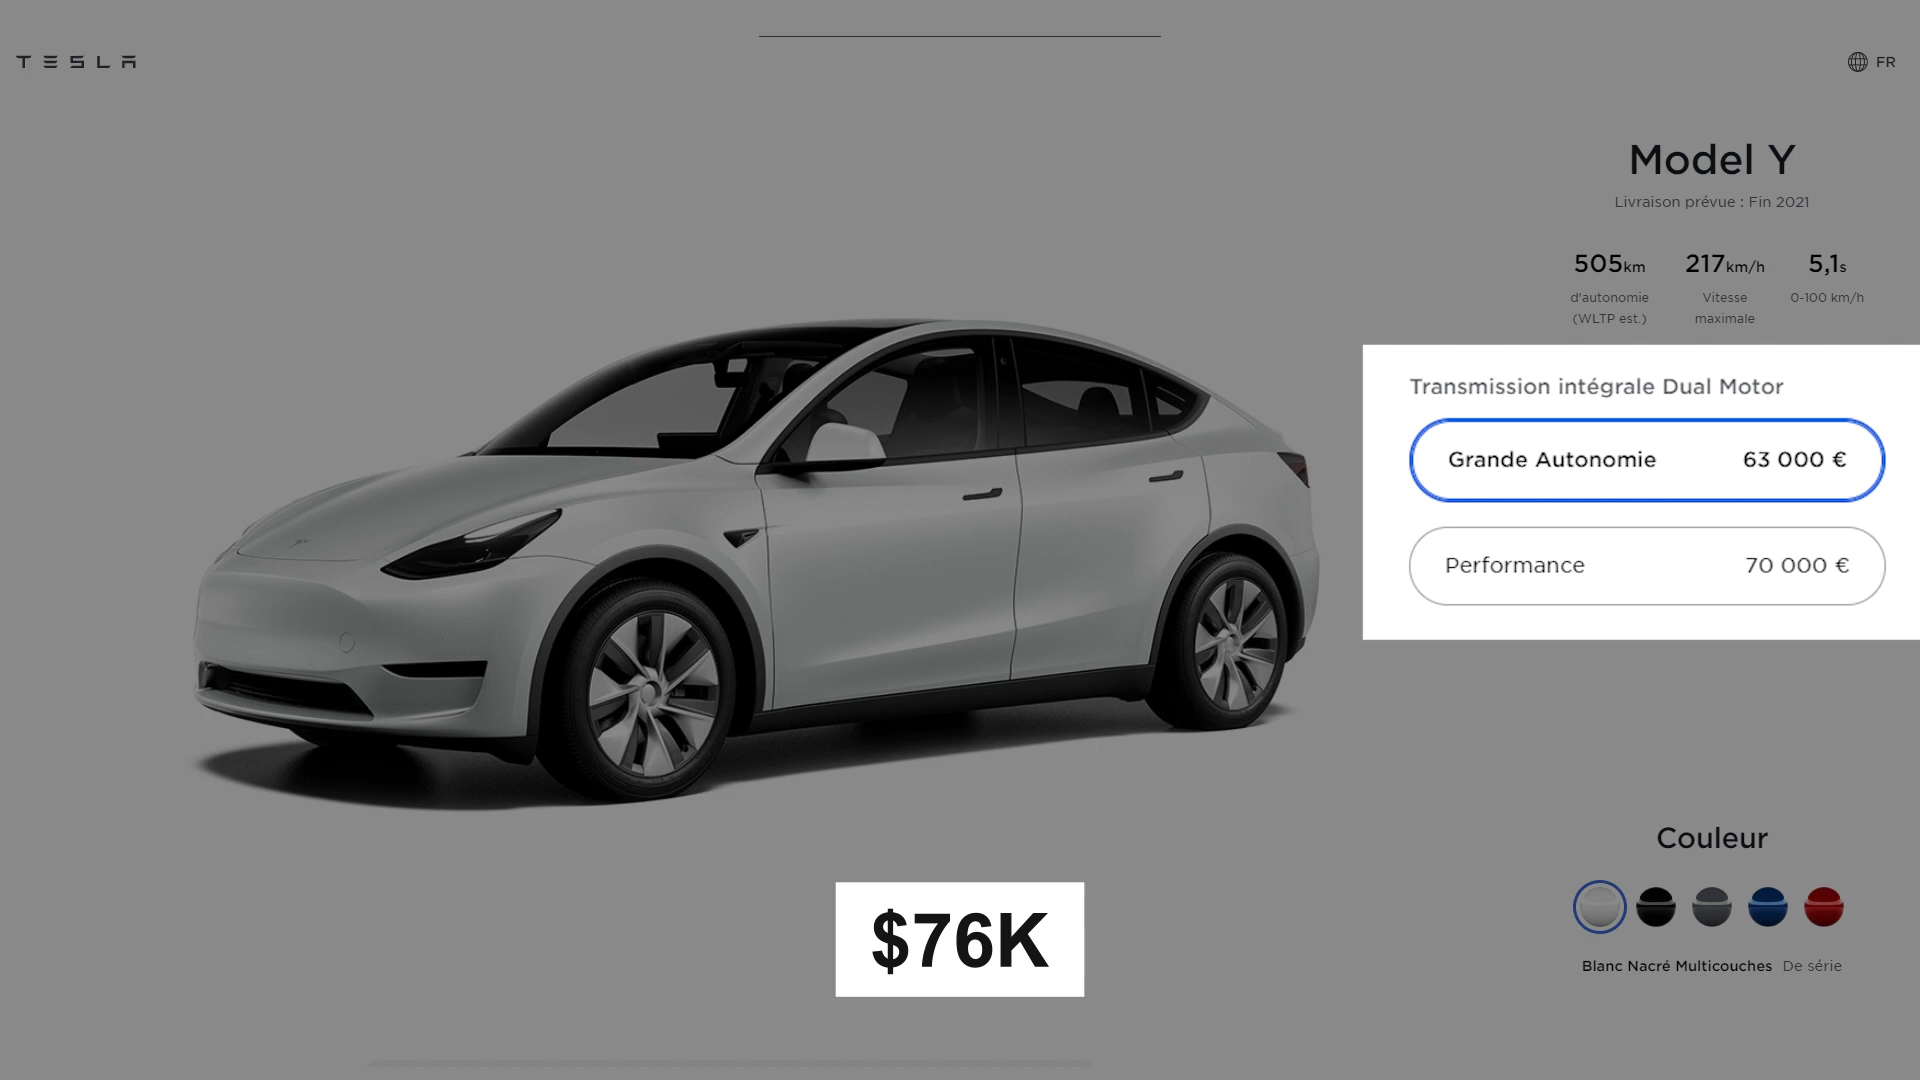 TESLA
FR
Model Y
Livraison prévue : Fin 2021
505km 217km/h 5,1s
d'autonomie Vitesse 0-100 km/h
(WLTP est.) maximale
Transmission intégrale Dual Motor
Grande Autonomie 63 000 €
Performance 70 000 €
Couleur
Blanc Nacré Multicouches De série
$76K